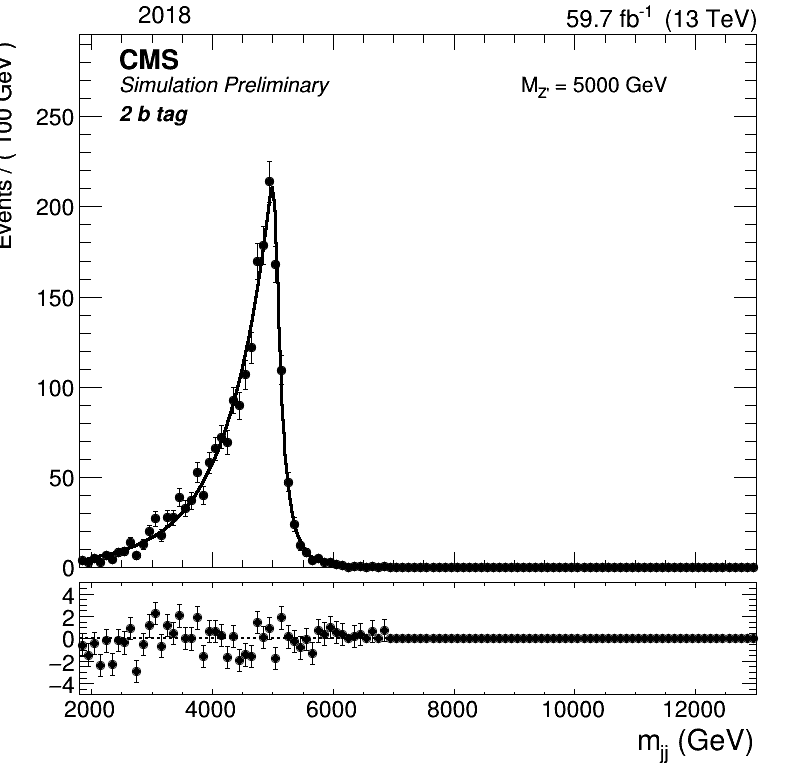 2018
59.7 fb⁻¹ (13 TeV)
CMS
Simulation Preliminary
2 b tag
M_Z' = 5000 GeV
Events / ( 100 GeV )
250
200
150
100
50
0
4
2
0
−2
−4
2000 4000 6000 8000 10000 12000
m_jj (GeV)